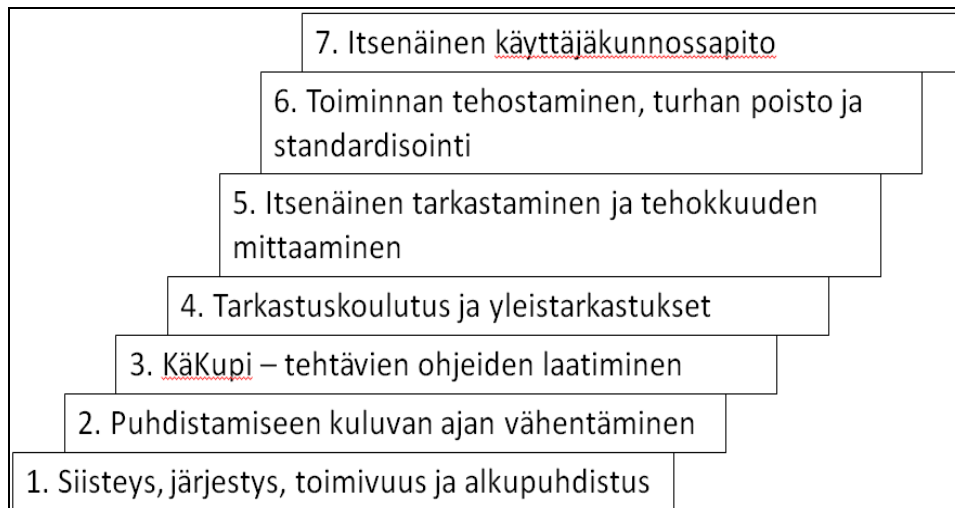 7. Itsenäinen käyttäjäkunnossapito
6. Toiminnan tehostaminen, turhan poisto ja
standardisointi
5. Itsenäinen tarkastaminen ja tehokkuuden
mittaaminen
4. Tarkastuskoulutus ja yleistarkastukset
3. KäKupi – tehtävien ohjeiden laatiminen
2. Puhdistamiseen kuluvan ajan vähentäminen
1. Siisteys, järjestys, toimivuus ja alkupuhdistus